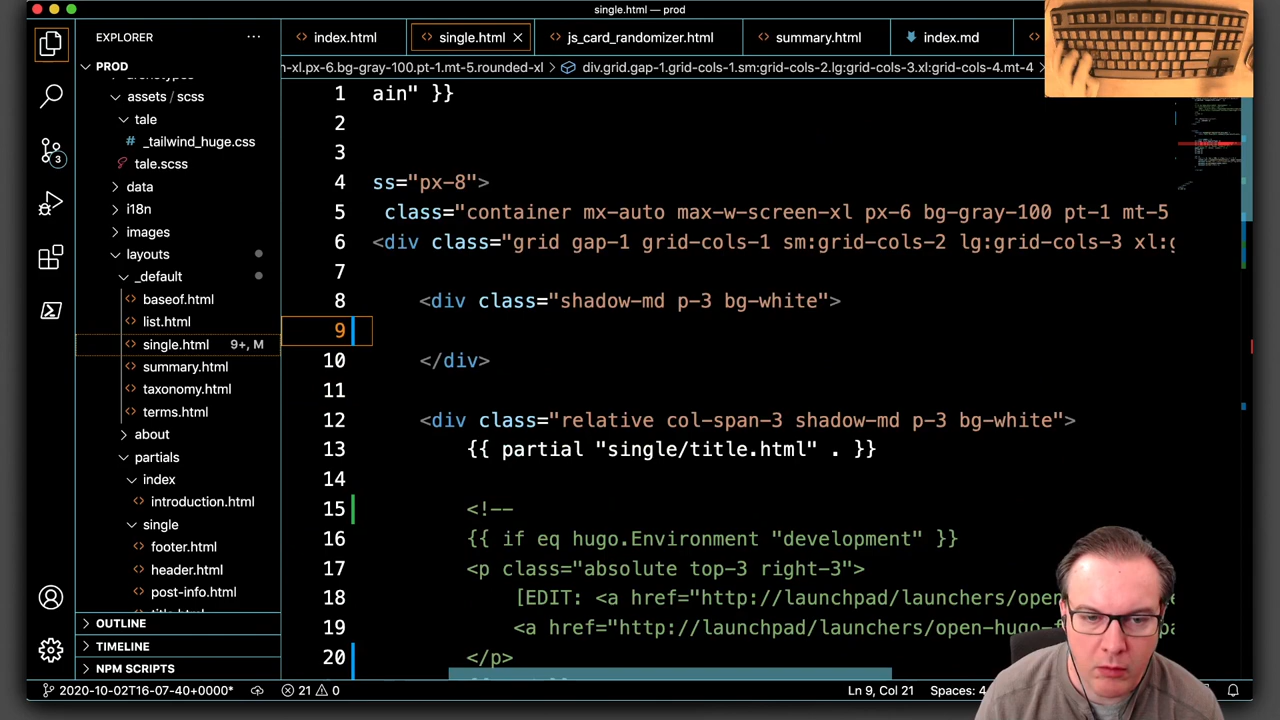 single.html — prod
EXPLORER
index.html
single.html
js_card_randomizer.html
summary.html
index.md
PROD
n-xl.px-6.bg-gray-100.pt-1.mt-5.rounded-xl > div.grid.gap-1.grid-cols-1.sm:grid-cols-2.lg:grid-cols-3.xl:grid-cols-4.mt-4 >
assets / scss
tale
# _tailwind_huge.css
tale.scss
data
i18n
images
layouts
_default
baseof.html
list.html
single.html 9+, M
summary.html
taxonomy.html
terms.html
about
partials
index
introduction.html
single
footer.html
header.html
post-info.html
OUTLINE
TIMELINE
NPM SCRIPTS
1 ain" }}
2
3
4 ss="px-8">
5 class="container mx-auto max-w-screen-xl px-6 bg-gray-100 pt-1 mt-5
6 <div class="grid gap-1 grid-cols-1 sm:grid-cols-2 lg:grid-cols-3 xl:g
7
8 <div class="shadow-md p-3 bg-white">
9
10 </div>
11
12 <div class="relative col-span-3 shadow-md p-3 bg-white">
13 {{ partial "single/title.html" . }}
14
15 <!--
16 {{ if eq hugo.Environment "development" }}
17 <p class="absolute top-3 right-3">
18 [EDIT: <a href="http://launchpad/launchers/open
19 <a href="http://launchpad/launchers/open-hugo-f
20 </p>
3
2020-10-02T16-07-40+0000*
21
0
Ln 9, Col 21
Spaces: 4